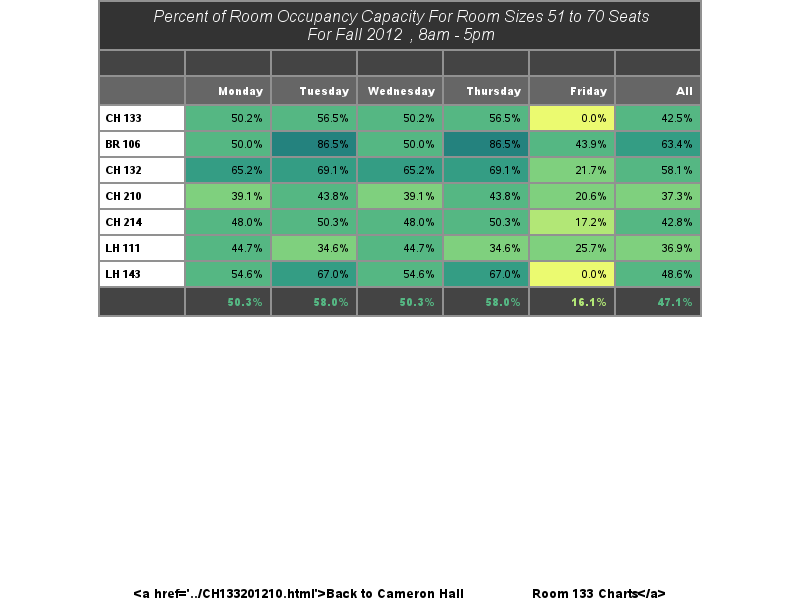 Percent of Room Occupancy Capacity For Room Sizes 51 to 70 Seats
For Fall 2012 , 8am - 5pm
Monday Tuesday Wednesday Thursday Friday All
CH 133 50.2% 56.5% 50.2% 56.5% 0.0% 42.5%
BR 106 50.0% 86.5% 50.0% 86.5% 43.9% 63.4%
CH 132 65.2% 69.1% 65.2% 69.1% 21.7% 58.1%
CH 210 39.1% 43.8% 39.1% 43.8% 20.6% 37.3%
CH 214 48.0% 50.3% 48.0% 50.3% 17.2% 42.8%
LH 111 44.7% 34.6% 44.7% 34.6% 25.7% 36.9%
LH 143 54.6% 67.0% 54.6% 67.0% 0.0% 48.6%
50.3% 58.0% 50.3% 58.0% 16.1% 47.1%
<a href='../CH133201210.html'>Back to Cameron Hall Room 133 Charts</a>